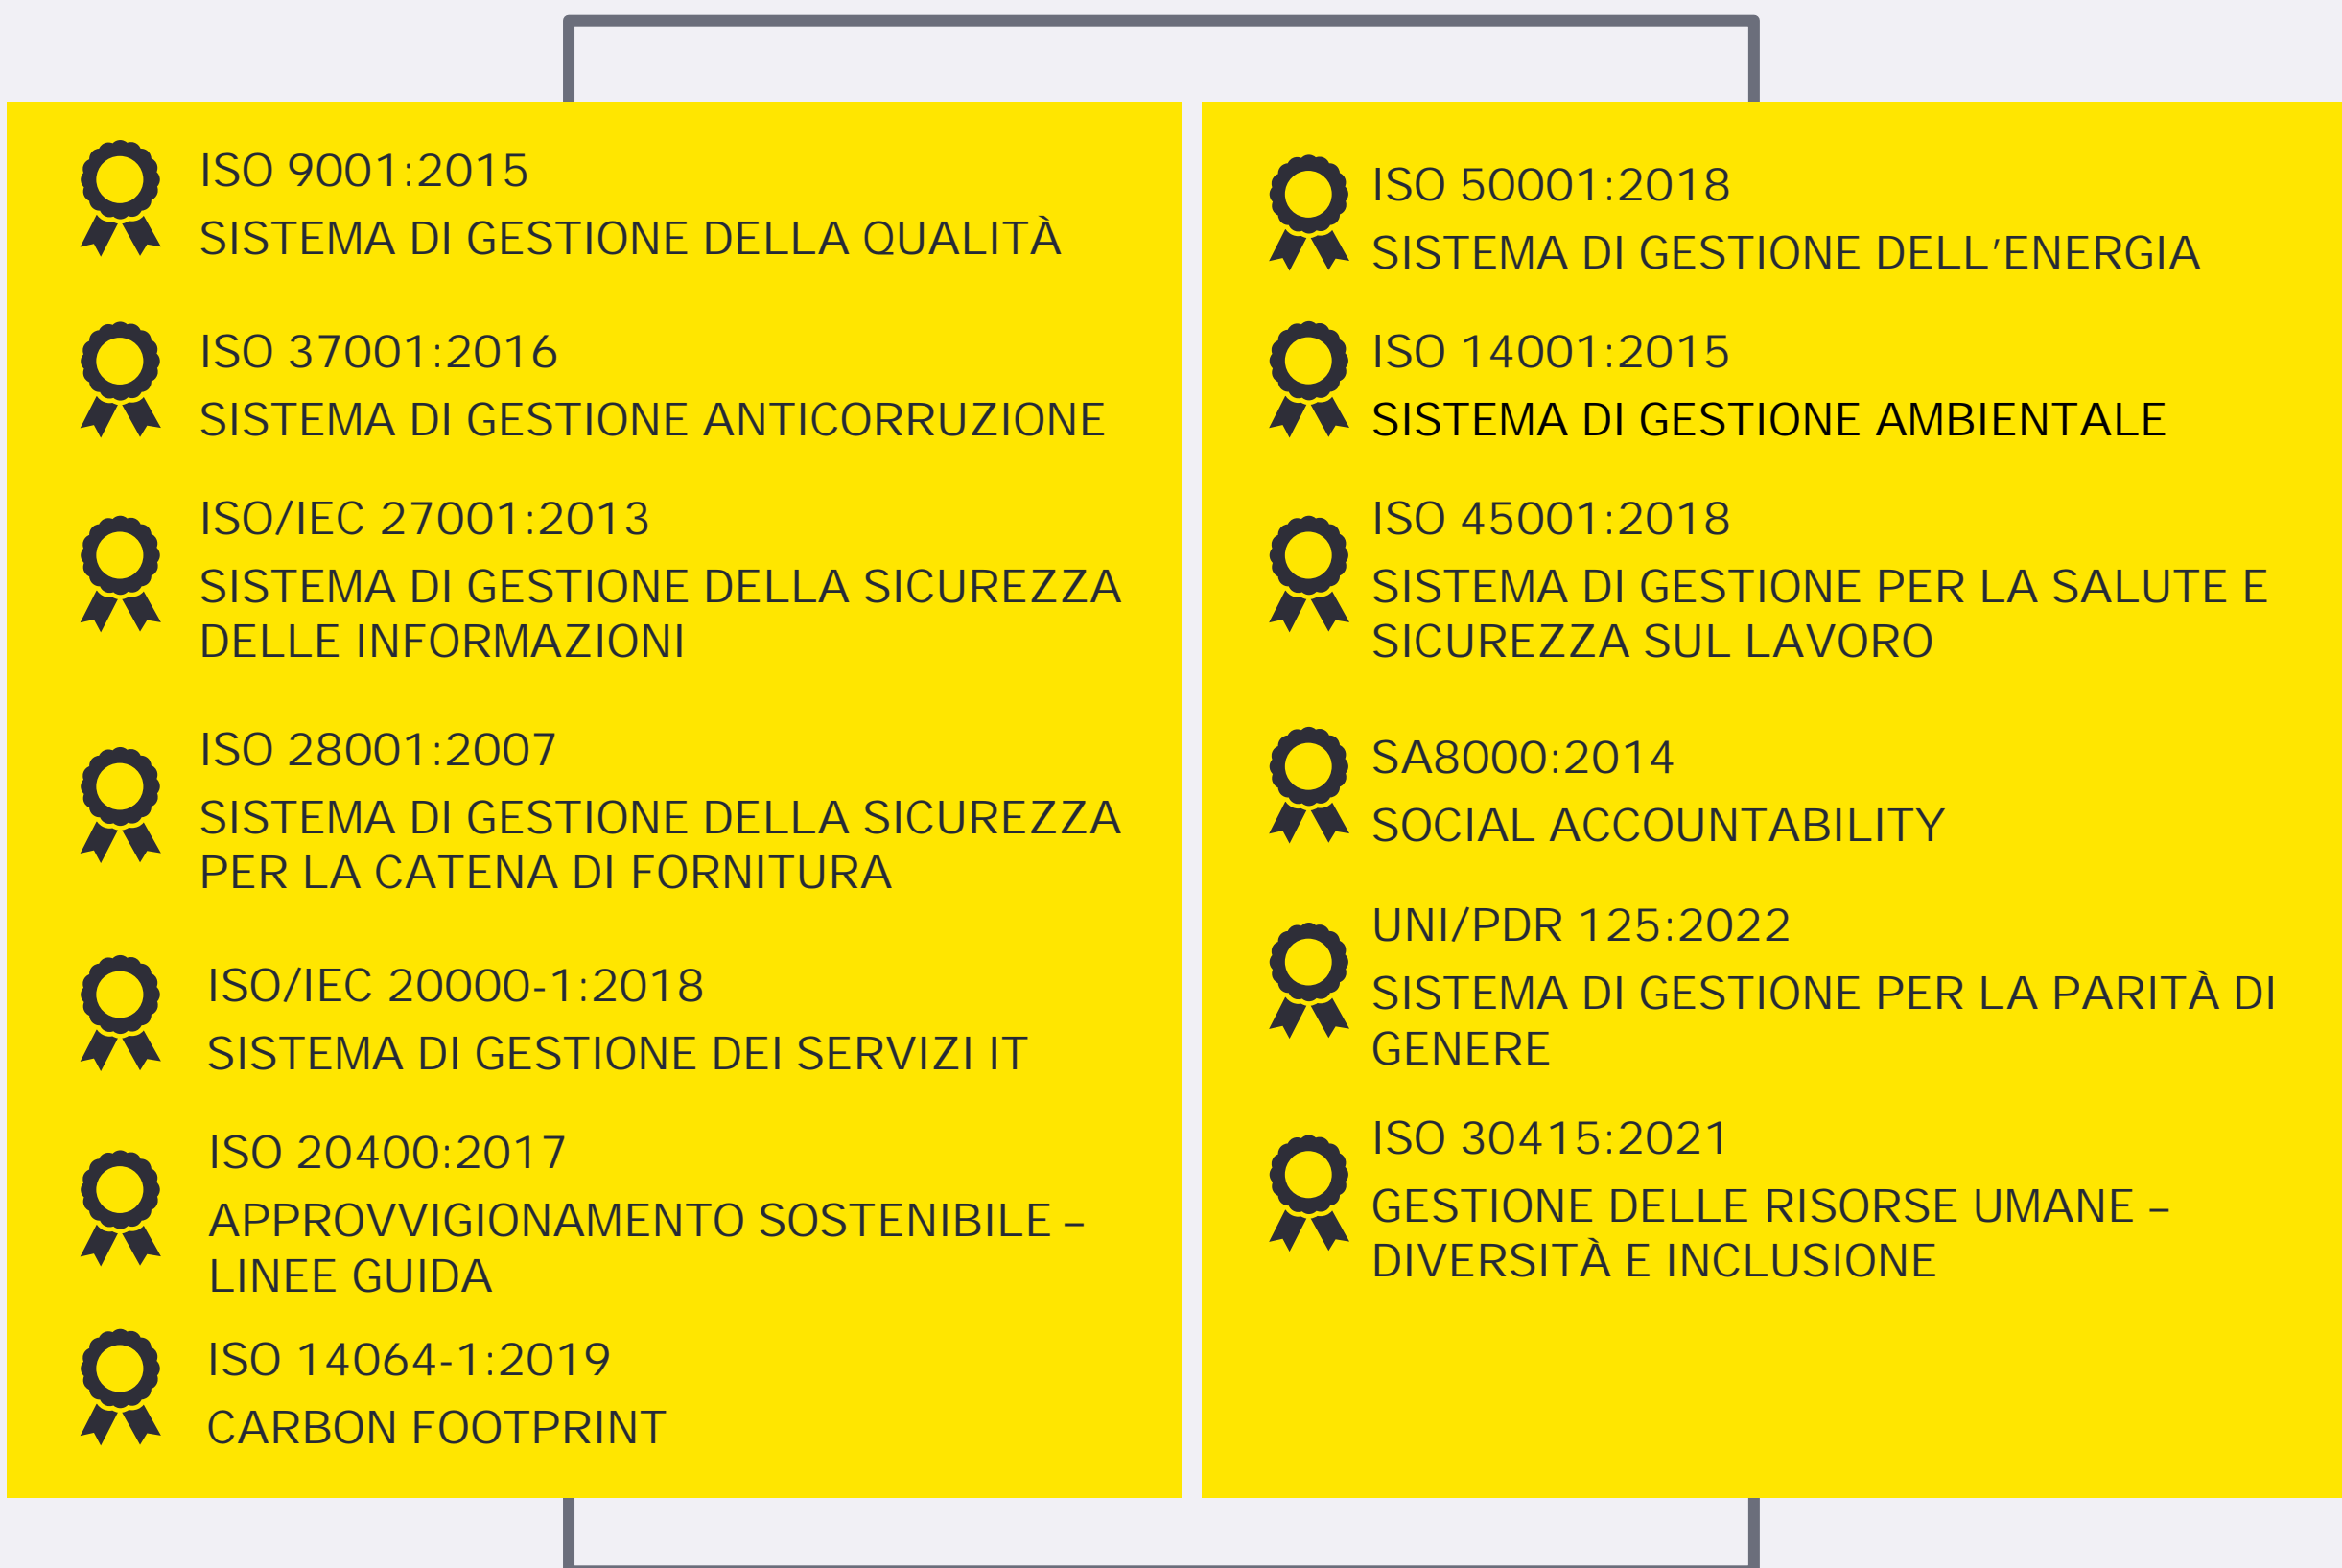 ISO 9001:2015
SISTEMA DI GESTIONE DELLA QUALITÀ
ISO 37001:2016
SISTEMA DI GESTIONE ANTICORRUZIONE
ISO/IEC 27001:2013
SISTEMA DI GESTIONE DELLA SICUREZZA
DELLE INFORMAZIONI
ISO 28001:2007
SISTEMA DI GESTIONE DELLA SICUREZZA
PER LA CATENA DI FORNITURA
ISO/IEC 20000-1:2018
SISTEMA DI GESTIONE DEI SERVIZI IT
ISO 20400:2017
APPROVVIGIONAMENTO SOSTENIBILE –
LINEE GUIDA
ISO 14064-1:2019
CARBON FOOTPRINT
ISO 50001:2018
SISTEMA DI GESTIONE DELL'ENERGIA
ISO 14001:2015
SISTEMA DI GESTIONE AMBIENTALE
ISO 45001:2018
SISTEMA DI GESTIONE PER LA SALUTE E
SICUREZZA SUL LAVORO
SA8000:2014
SOCIAL ACCOUNTABILITY
UNI/PDR 125:2022
SISTEMA DI GESTIONE PER LA PARITÀ DI
GENERE
ISO 30415:2021
GESTIONE DELLE RISORSE UMANE –
DIVERSITÀ E INCLUSIONE